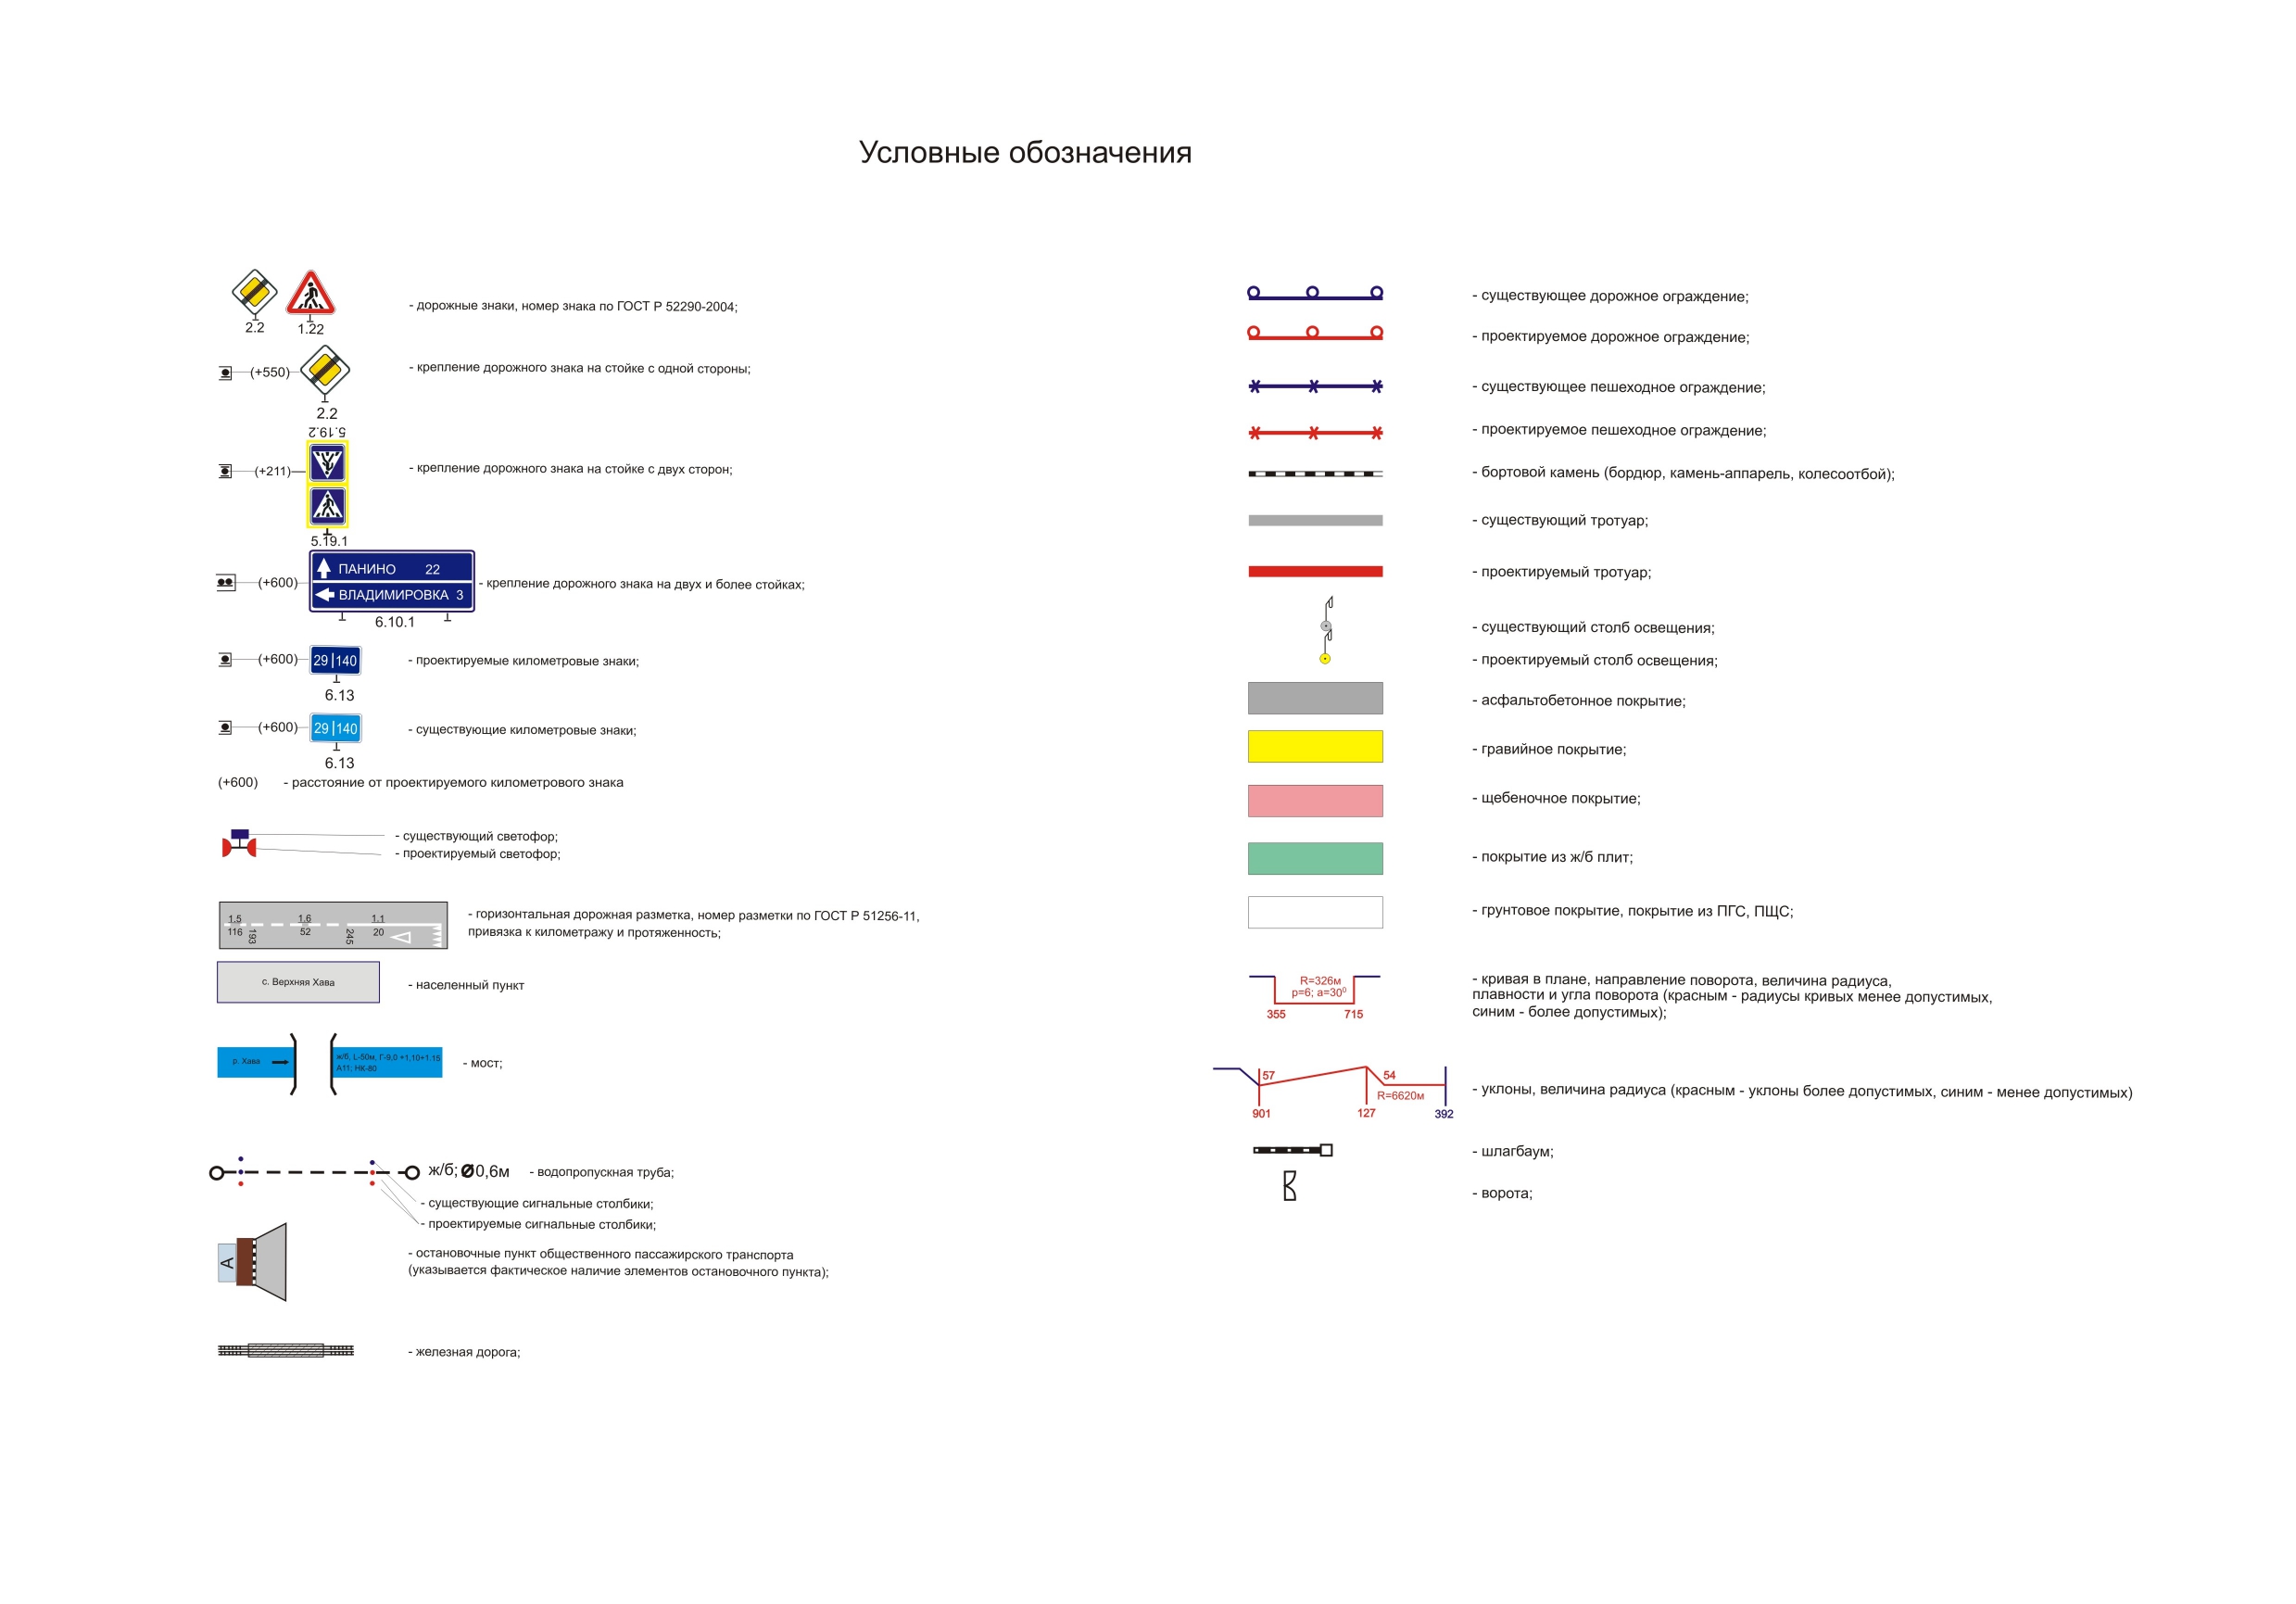 Условные обозначения
2.2
1.22
- дорожные знаки, номер знака по ГОСТ Р 52290-2004;
(+550)
2.2
- крепление дорожного знака на стойке с одной стороны;
5.19.2
(+211)
5.19.1
- крепление дорожного знака на стойке с двух сторон;
(+600)
ПАНИНО 22
ВЛАДИМИРОВКА 3
6.10.1
- крепление дорожного знака на двух и более стойках;
(+600)
29 140
6.13
- проектируемые километровые знаки;
(+600)
29 140
6.13
- существующие километровые знаки;
(+600) - расстояние от проектируемого километрового знака
- существующий светофор;
- проектируемый светофор;
1.5
116
193
1.6
52
245
1.1
20
- горизонтальная дорожная разметка, номер разметки по ГОСТ Р 51256-11,
привязка к километражу и протяженность;
с. Верхняя Хава
- населенный пункт
р. Хава
ж/б, L-50м, Г-9,0 +1,10+1.15
А11; НК-80
- мост;
ж/б; Ø0,6м - водопропускная труба;
- существующие сигнальные столбики;
- проектируемые сигнальные столбики;
А
- остановочные пункт общественного пассажирского транспорта
(указывается фактическое наличие элементов остановочного пункта);
- железная дорога;
- существующее дорожное ограждение;
- проектируемое дорожное ограждение;
- существующее пешеходное ограждение;
- проектируемое пешеходное ограждение;
- бортовой камень (бордюр, камень-аппарель, колесоотбой);
- существующий тротуар;
- проектируемый тротуар;
- существующий столб освещения;
- проектируемый столб освещения;
- асфальтобетонное покрытие;
- гравийное покрытие;
- щебеночное покрытие;
- покрытие из ж/б плит;
- грунтовое покрытие, покрытие из ПГС, ПЩС;
R=326м
р=6; а=30⁰
355 715
- кривая в плане, направление поворота, величина радиуса,
плавности и угла поворота (красным - радиусы кривых менее допустимых,
синим - более допустимых);
57
54
R=6620м
901
127
392
- уклоны, величина радиуса (красным - уклоны более допустимых, синим - менее допустимых)
- шлагбаум;
- ворота;